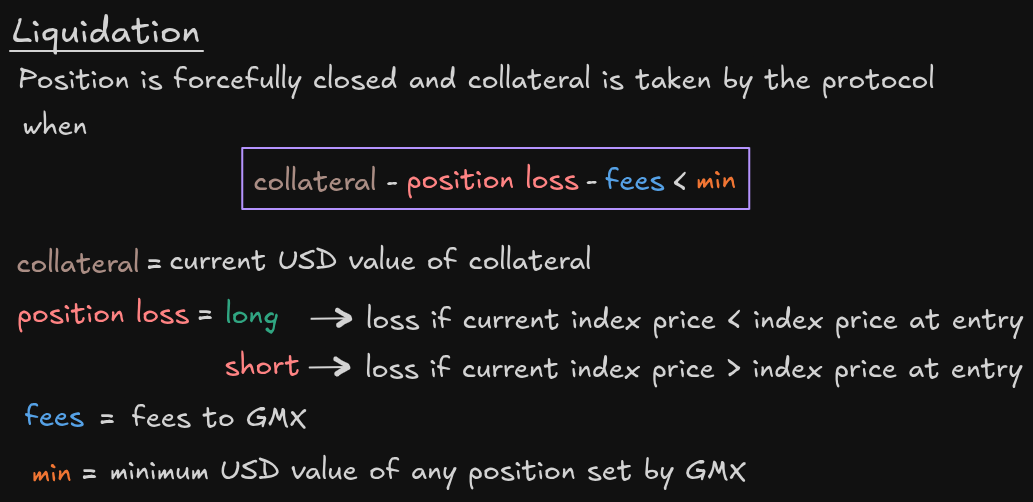 Liquidation
Position is forcefully closed and collateral is taken by the protocol
when
collateral - position loss - fees < min
collateral = current USD value of collateral
position loss = long → loss if current index price < index price at entry
short → loss if current index price > index price at entry
fees = fees to GMX
min = minimum USD value of any position set by GMX